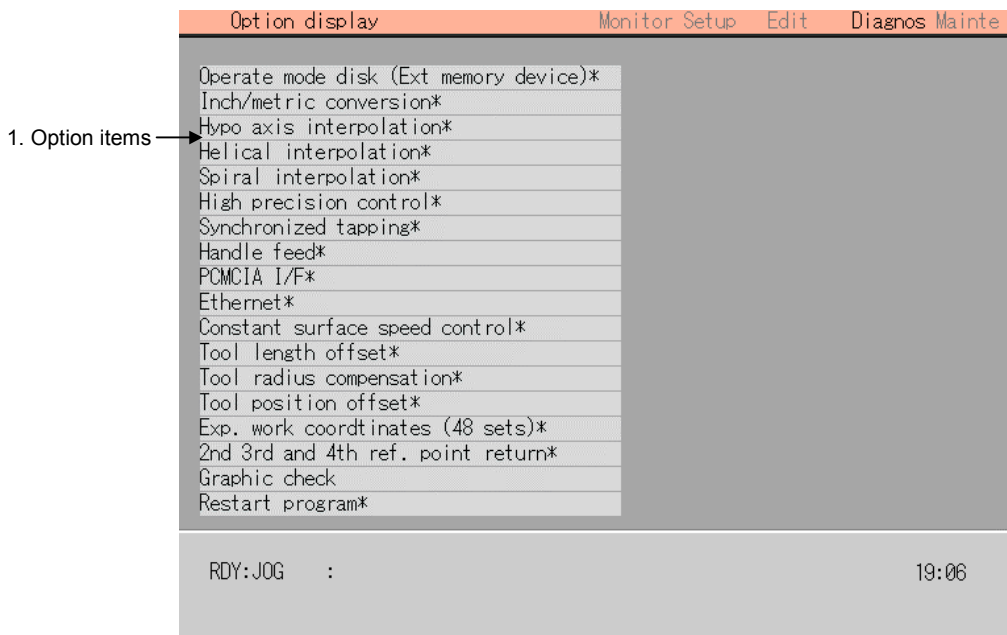 Option display Monitor Setup Edit Diagnos Mainte
Operate mode disk (Ext memory device)*
Inch/metric conversion*
Hypo axis interpolation*
1. Option items
Helical interpolation*
Spiral interpolation*
High precision control*
Synchronized tapping*
Handle feed*
PCMCIA I/F*
Ethernet*
Constant surface speed control*
Tool length offset*
Tool radius compensation*
Tool position offset*
Exp. work coordtinates (48 sets)*
2nd 3rd and 4th ref. point return*
Graphic check
Restart program*
RDY:JOG : 19:06